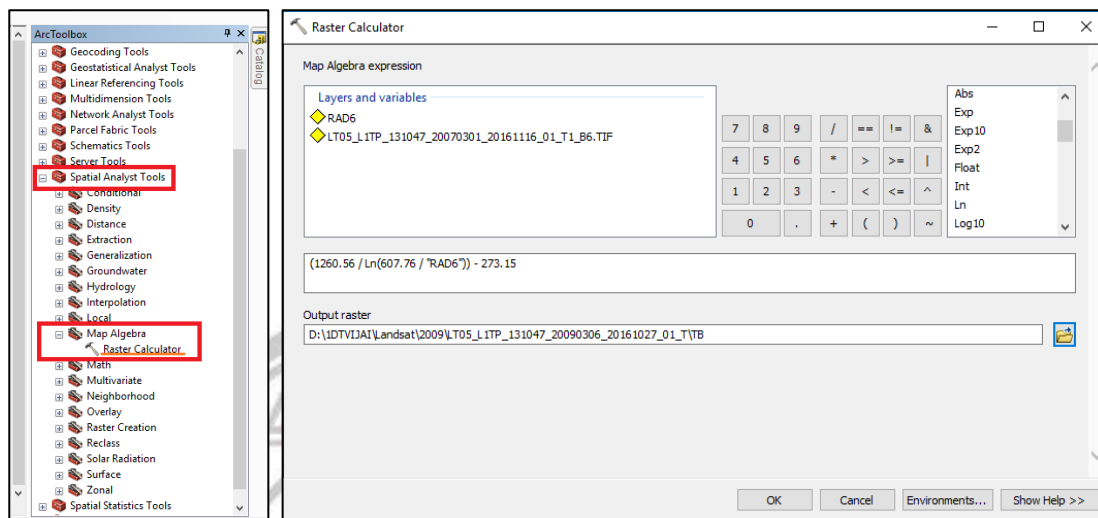 ArcToolbox
Geocoding Tools
Geostatistical Analyst Tools
Linear Referencing Tools
Multidimension Tools
Network Analyst Tools
Parcel Fabric Tools
Schematics Tools
Server Tools
Spatial Analyst Tools
Conditional
Density
Distance
Extraction
Generalization
Groundwater
Hydrology
Interpolation
Local
Map Algebra
Raster Calculator
Math
Multivariate
Neighborhood
Overlay
Raster Creation
Reclass
Solar Radiation
Surface
Zonal
Spatial Statistics Tools
Catalog
Raster Calculator
Map Algebra expression
Layers and variables
RAD6
LT05_L1TP_131047_20070301_20161116_01_T1_B6.TIF
7 8 9 / == != &
4 5 6 * > >= |
1 2 3 - < <= ^
0 . + ( ) ~
Abs
Exp
Exp10
Exp2
Float
Int
Ln
Log10
(1260.56 / Ln(607.76 / "RAD6")) - 273.15
Output raster
D:\1DTVIJAI\Landsat\2009\LT05_L1TP_131047_20090306_20161027_01_T\TB
OK Cancel Environments... Show Help >>